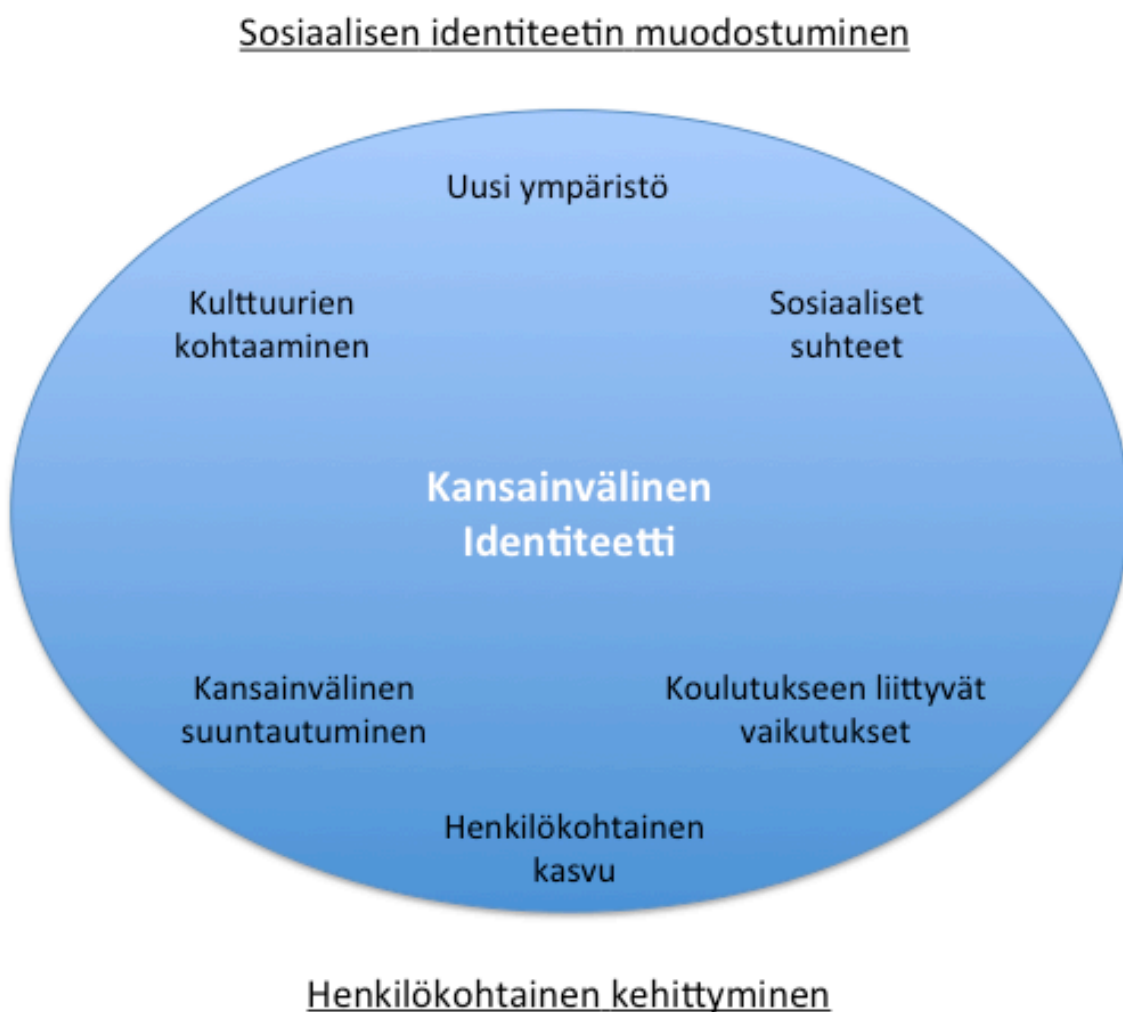 Sosiaalisen identiteetin muodostuminen
Uusi ympäristö
Kulttuurien
kohtaaminen
Sosiaaliset
suhteet
Kansainvälinen
Identiteetti
Kansainvälinen
suuntautuminen
Koulutukseen liittyvät
vaikutukset
Henkilökohtainen
kasvu
Henkilökohtainen kehittyminen